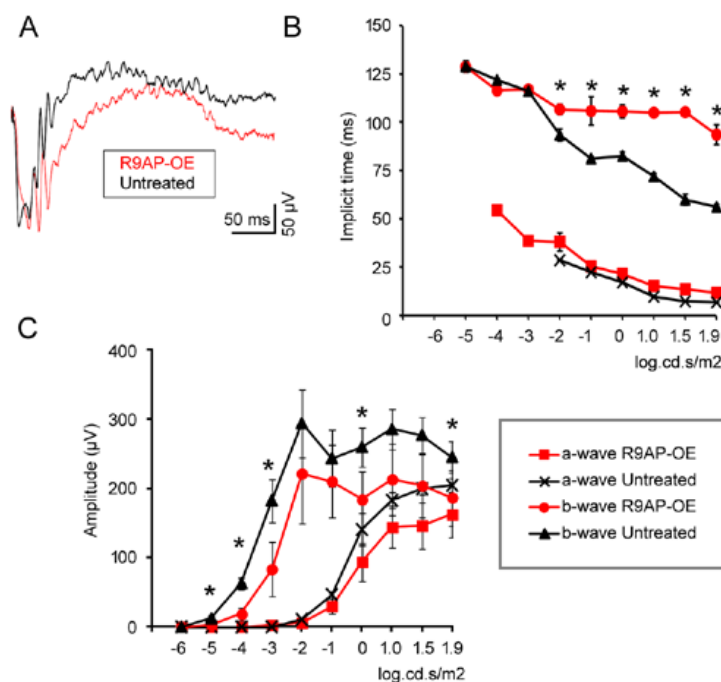 A
R9AP-OE
Untreated
50 ms
50 µV
B
Implicit time (ms)
150
125
100
75
50
25
0
* * * * * *
-6 -5 -4 -3 -2 -1 0 1.0 1.5 1.9
log.cd.s/m2
C
Amplitude (µV)
400
300
200
100
0
* * * * *
-6 -5 -4 -3 -2 -1 0 1.0 1.5 1.9
log.cd.s/m2
a-wave R9AP-OE
a-wave Untreated
b-wave R9AP-OE
b-wave Untreated